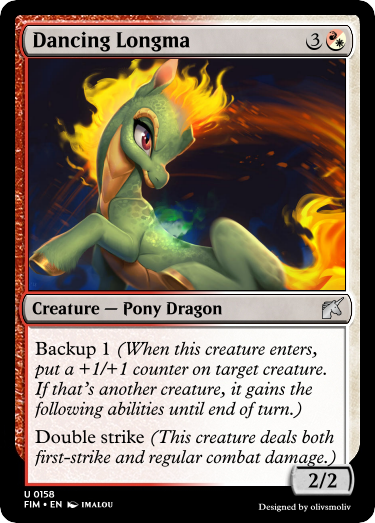 Dancing Longma 3
Creature — Pony Dragon
Backup 1 (When this creature enters,
put a +1/+1 counter on target creature.
If that's another creature, it gains the
following abilities until end of turn.)
Double strike (This creature deals both
first-strike and regular combat damage.)
2/2
U 0158
FIM • EN IMALOU
Designed by olivsmoliv